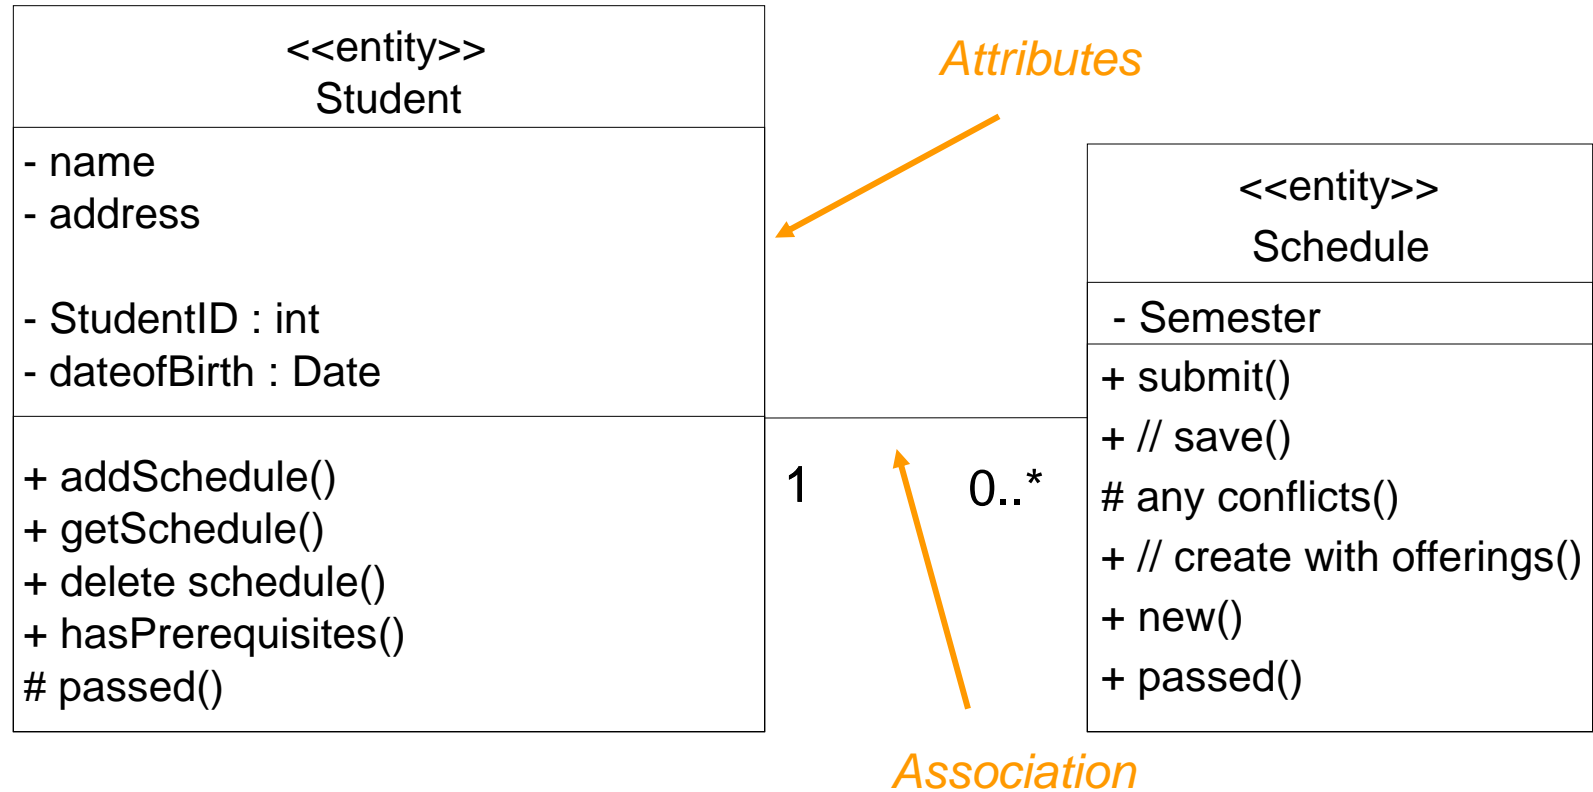 <<entity>>
Student
- name
- address
- StudentID : int
- dateofBirth : Date
+ addSchedule()
+ getSchedule()
+ delete schedule()
+ hasPrerequisites()
# passed()
Attributes
1
0..*
Association
<<entity>>
Schedule
- Semester
+ submit()
+ // save()
# any conflicts()
+ // create with offerings()
+ new()
+ passed()